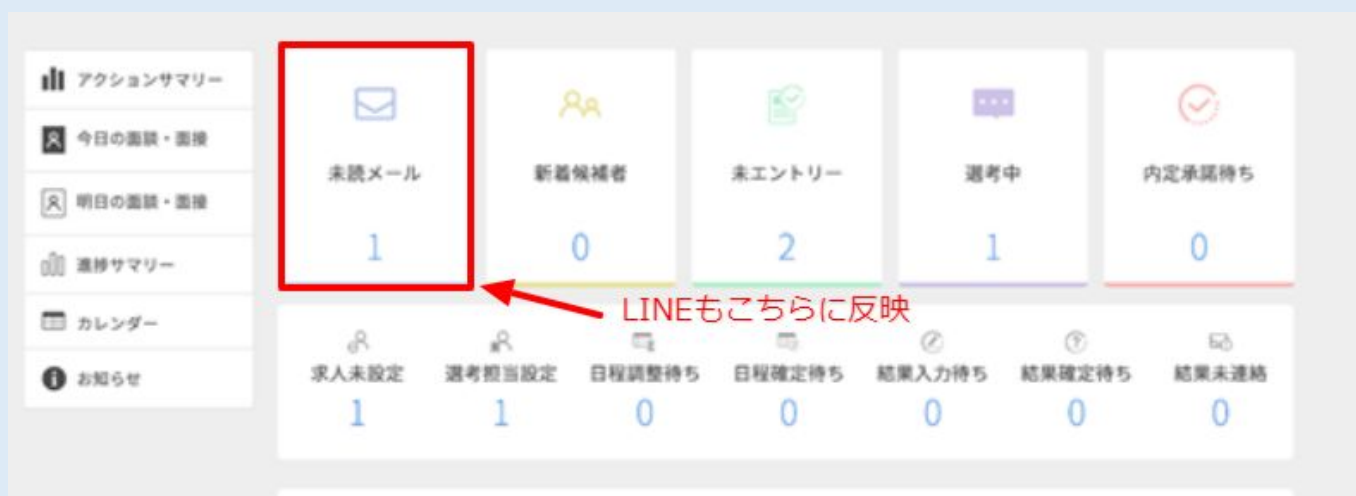 アクションサマリー
今日の面談・面接
明日の面談・面接
進捗サマリー
カレンダー
お知らせ
未読メール
1
新着候補者
0
未エントリー
2
選考中
1
内定承諾待ち
0
LINEもこちらに反映
求人未設定
1
選考担当設定
1
日程調整待ち
0
日程確定待ち
0
結果入力待ち
0
結果確定待ち
0
結果未連絡
0